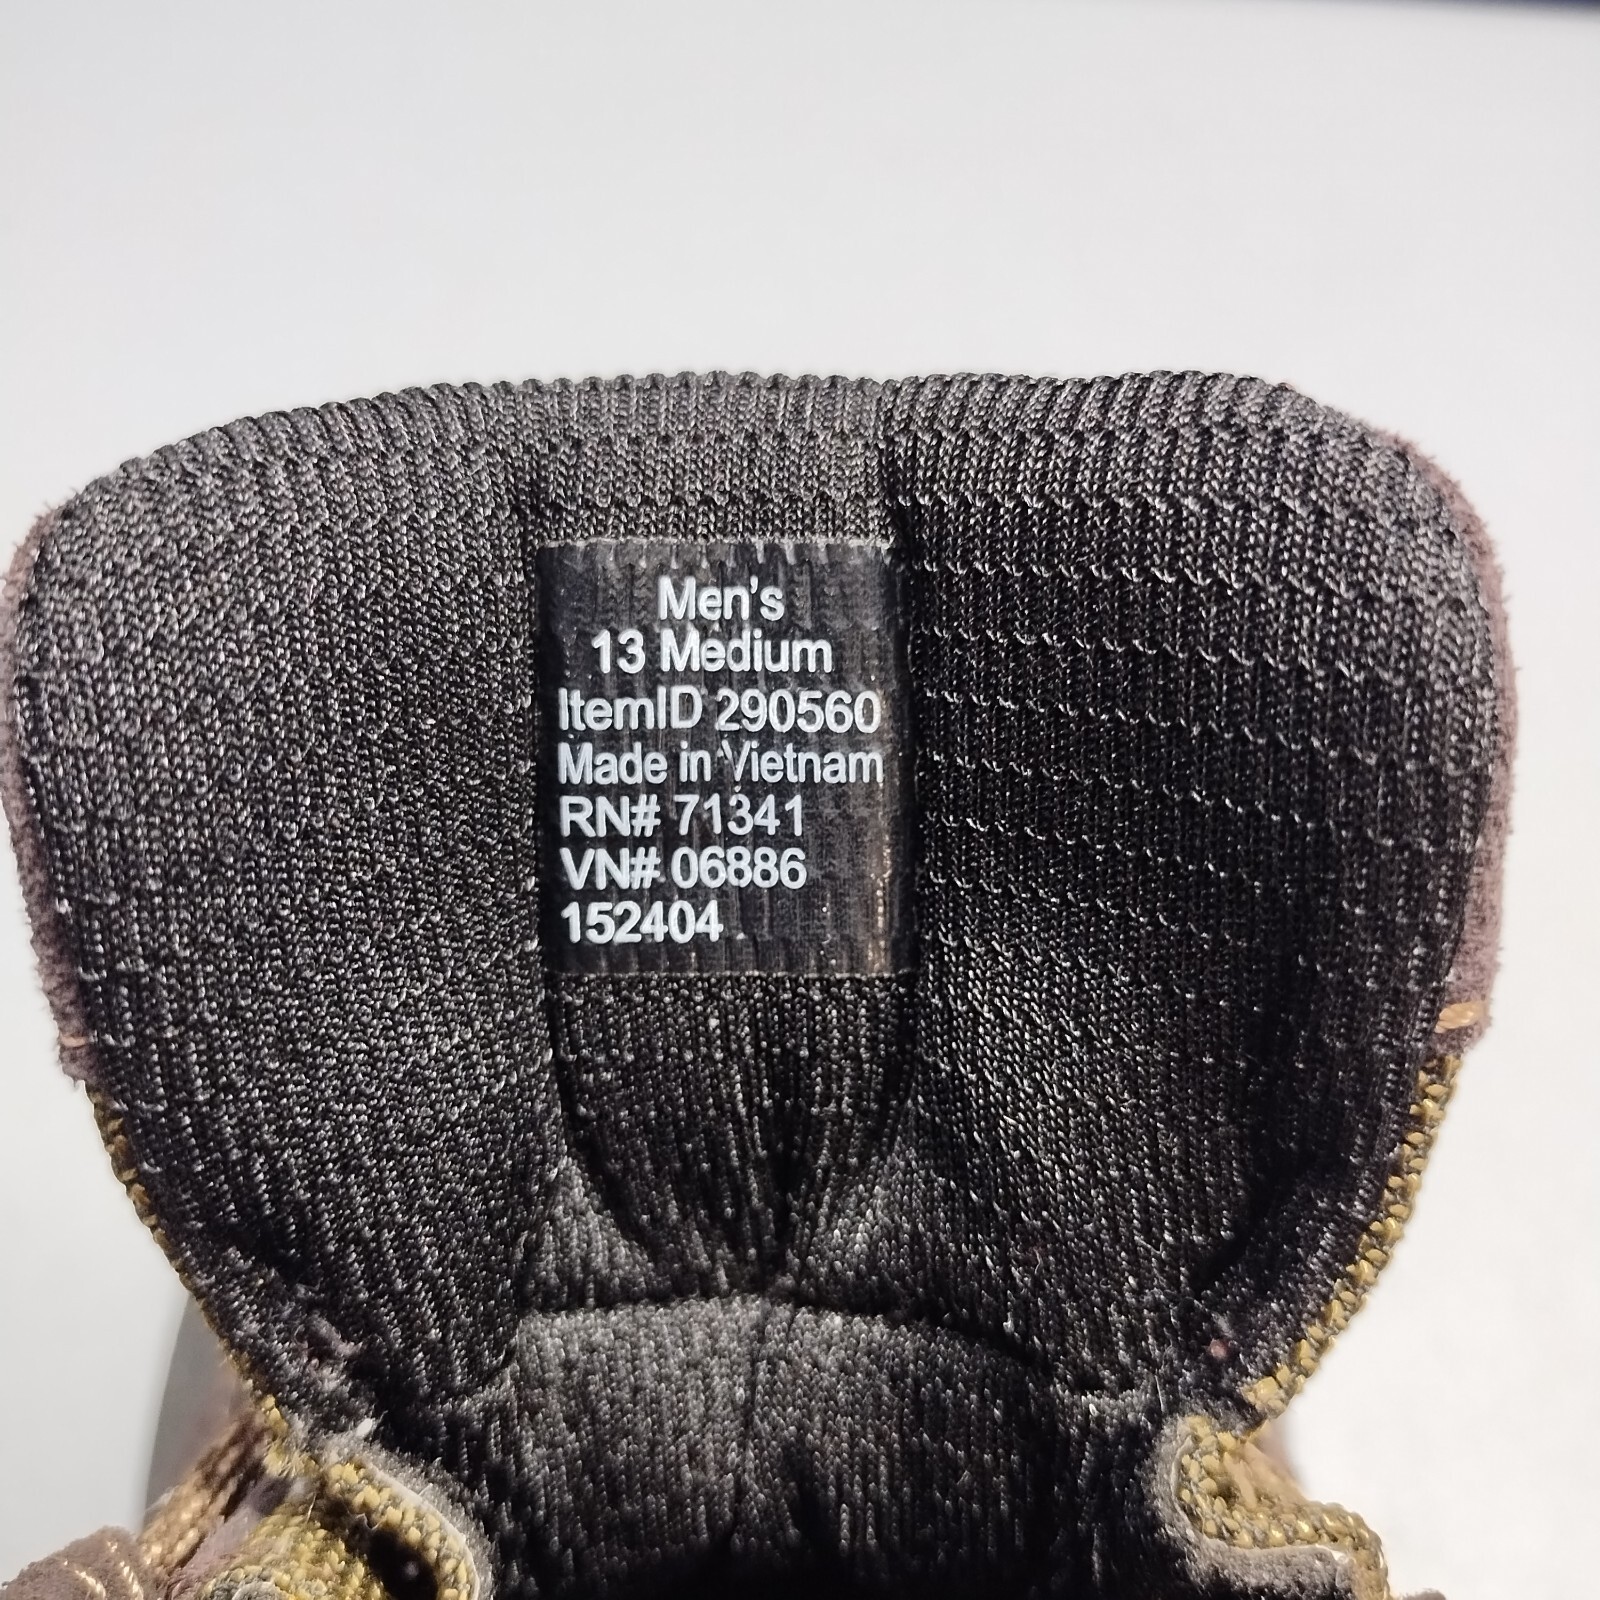 Men's
13 Medium
ItemID 290560
Made in Vietnam
RN# 71341
VN# 06886
152404